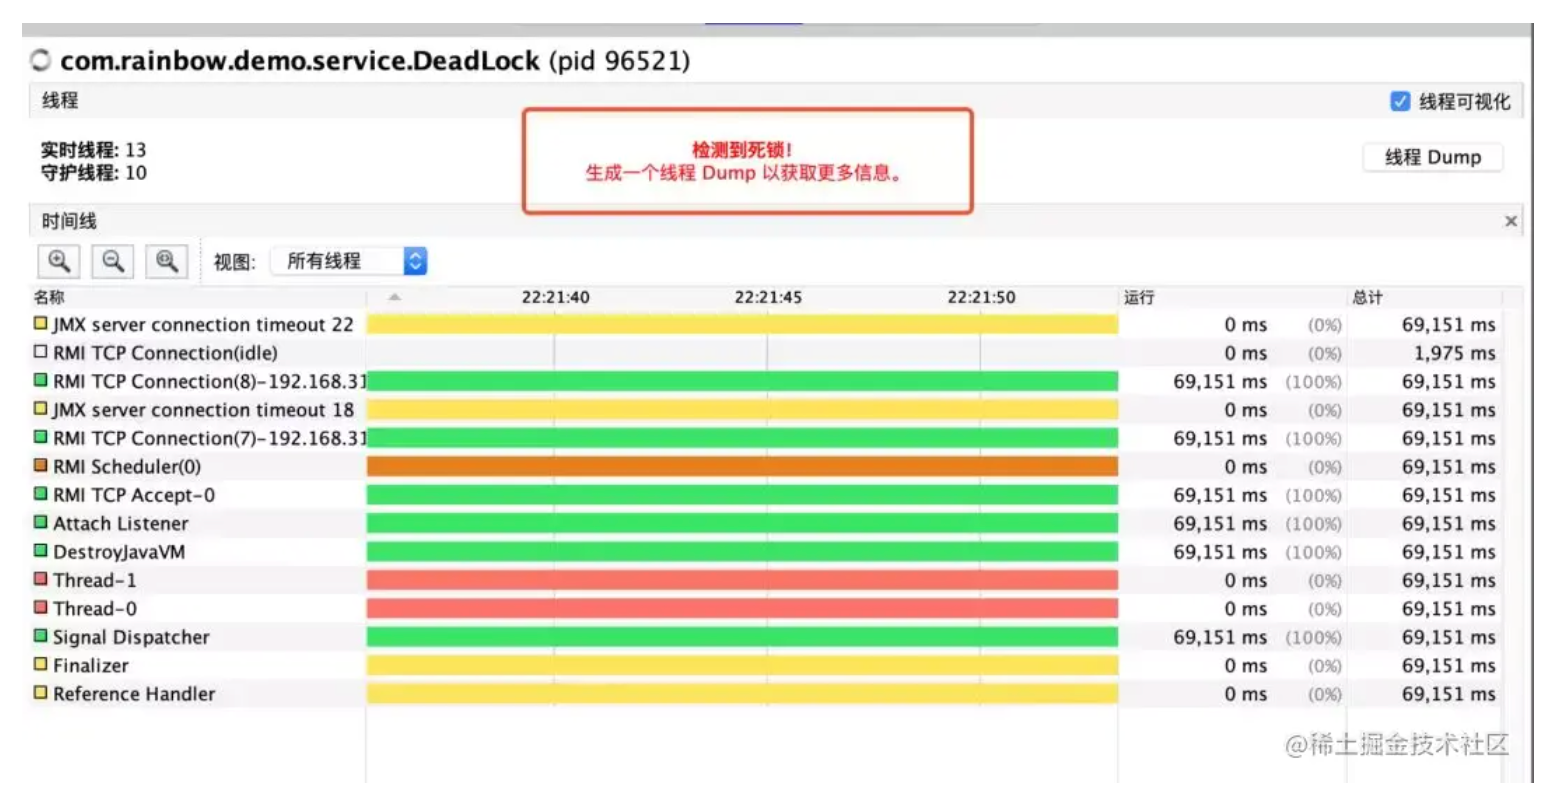 com.rainbow.demo.service.DeadLock (pid 96521)
线程
线程可视化
实时线程: 13
守护线程: 10
检测到死锁!
生成一个线程 Dump 以获取更多信息。
线程 Dump
时间线
视图: 所有线程
名称 22:21:40 22:21:45 22:21:50 运行 总计
JMX server connection timeout 22 0 ms (0%) 69,151 ms
RMI TCP Connection(idle) 0 ms (0%) 1,975 ms
RMI TCP Connection(8)-192.168.31 69,151 ms (100%) 69,151 ms
JMX server connection timeout 18 0 ms (0%) 69,151 ms
RMI TCP Connection(7)-192.168.31 69,151 ms (100%) 69,151 ms
RMI Scheduler(0) 0 ms (0%) 69,151 ms
RMI TCP Accept-0 69,151 ms (100%) 69,151 ms
Attach Listener 69,151 ms (100%) 69,151 ms
DestroyJavaVM 69,151 ms (100%) 69,151 ms
Thread-1 0 ms (0%) 69,151 ms
Thread-0 0 ms (0%) 69,151 ms
Signal Dispatcher 69,151 ms (100%) 69,151 ms
Finalizer 0 ms (0%) 69,151 ms
Reference Handler 0 ms (0%) 69,151 ms
@稀土掘金技术社区